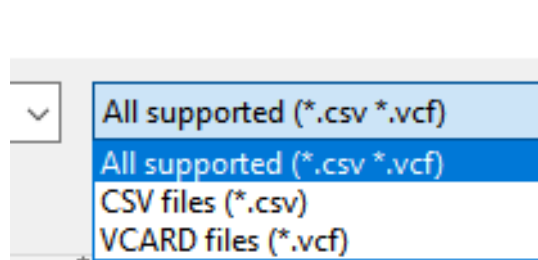 All supported (*.csv *.vcf)
All supported (*.csv *.vcf)
CSV files (*.csv)
VCARD files (*.vcf)